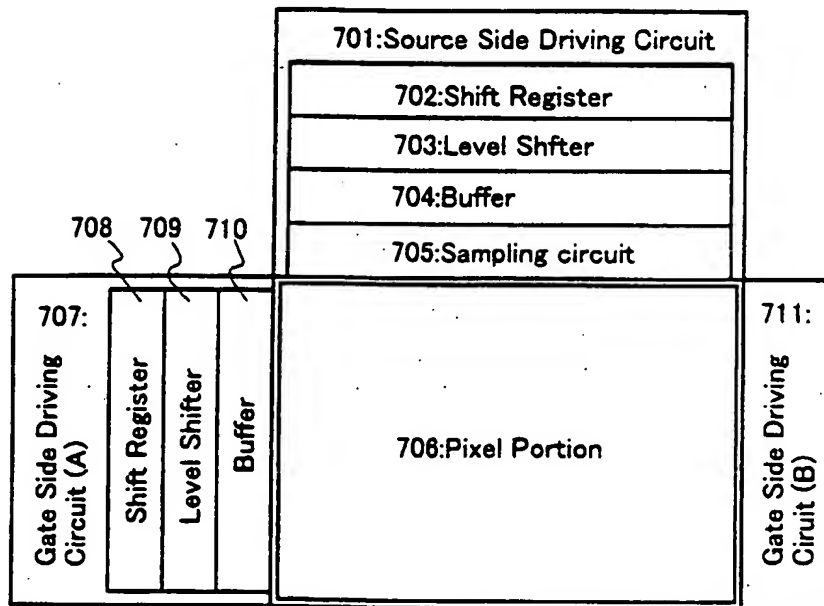 701:Source Side Driving Circuit
702:Shift Register
703:Level Shfter
704:Buffer
705:Sampling circuit
708 709 710
707:
Gate Side Driving
Circuit (A)
Shift Register
Level Shifter
Buffer
706:Pixel Portion
711:
Gate Side Driving
Ciruit (B)